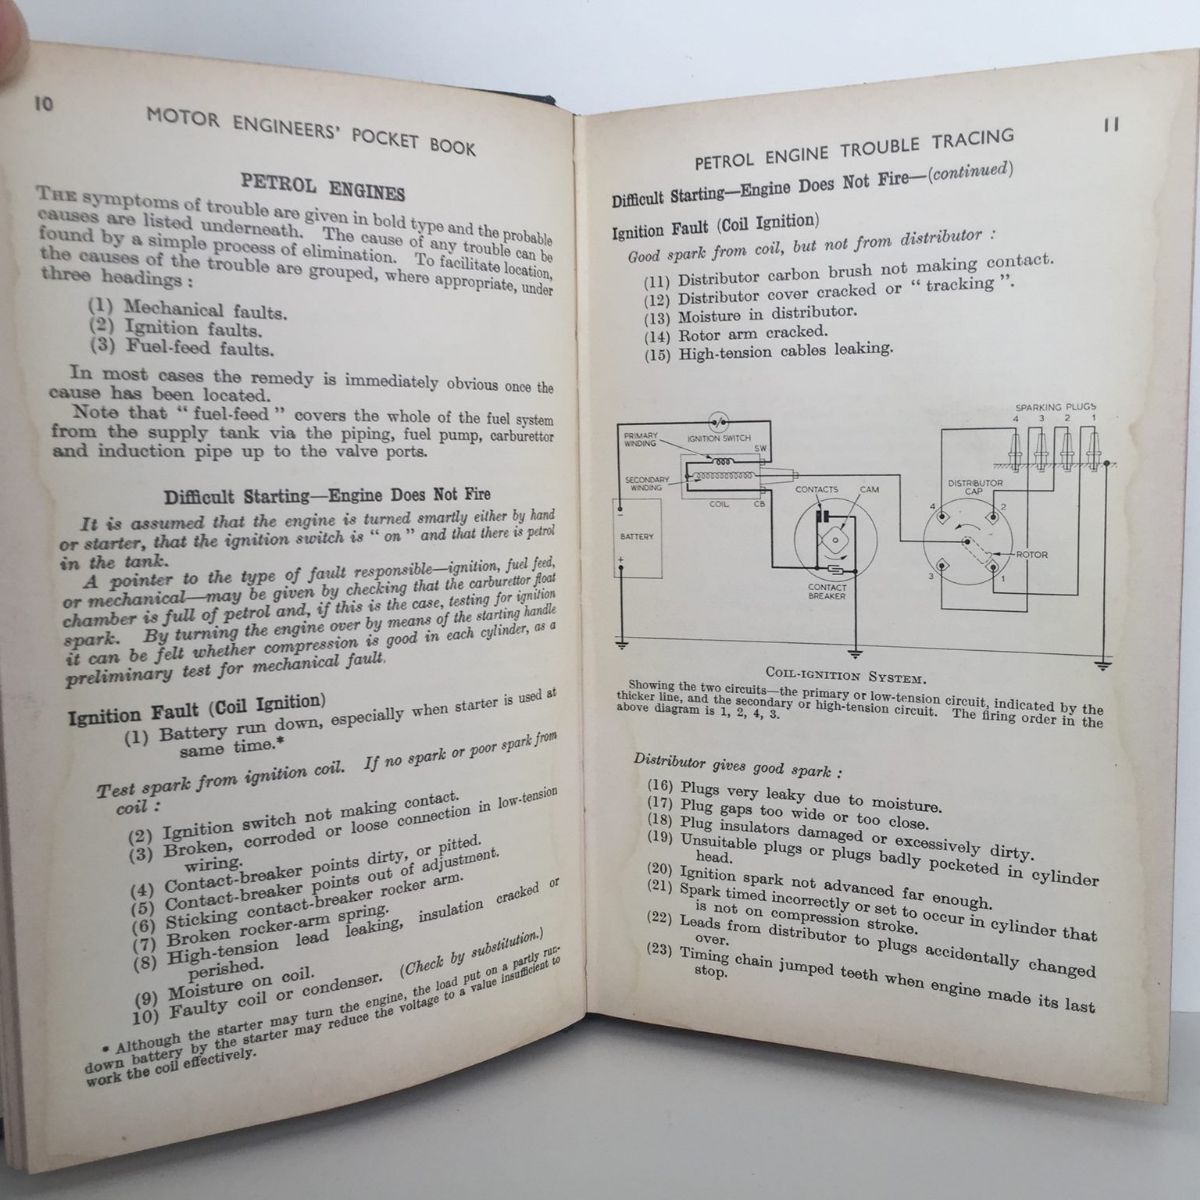 10
MOTOR ENGINEERS' POCKET BOOK
PETROL ENGINES
THE symptoms of trouble are given in bold type and the probable
causes are listed underneath. The cause of any trouble can be
found by a simple process of elimination. To facilitate location,
the causes of the trouble are grouped, where appropriate, under
three headings :
(1) Mechanical faults.
(2) Ignition faults.
(3) Fuel-feed faults.
In most cases the remedy is immediately obvious once the
cause has been located.
Note that “ fuel-feed ” covers the whole of the fuel system
from the supply tank via the piping, fuel pump, carburettor
and induction pipe up to the valve ports.
Difficult Starting—Engine Does Not Fire
It is assumed that the engine is turned smartly either by hand
or starter, that the ignition switch is “ on ” and that there is petrol
in the tank.
A pointer to the type of fault responsible—ignition, fuel feed,
or mechanical—may be given by checking that the carburettor float
chamber is full of petrol and, if this is the case, testing for ignition
spark. By turning the engine over by means of the starting handle
it can be felt whether compression is good in each cylinder, as a
preliminary test for mechanical fault.
Ignition Fault (Coil Ignition)
(1) Battery run down, especially when starter is used at
same time.*
Test spark from ignition coil. If no spark or poor spark from
coil :
(2) Ignition switch not making contact.
(3) Broken, corroded or loose connection in low-tension
wiring.
(4) Contact-breaker points dirty, or pitted.
(5) Contact-breaker points out of adjustment.
(6) Sticking contact-breaker rocker arm.
(7) Broken rocker-arm spring.
(8) High-tension lead leaking, insulation cracked or
perished.
(9) Moisture on coil.
10) Faulty coil or condenser. (Check by substitution.)
* Although the starter may turn the engine, the load put on a partly run-
down battery by the starter may reduce the voltage to a value insufficient to
work the coil effectively.
11
PETROL ENGINE TROUBLE TRACING
Difficult Starting—Engine Does Not Fire—(continued)
Ignition Fault (Coil Ignition)
Good spark from coil, but not from distributor :
(11) Distributor carbon brush not making contact.
(12) Distributor cover cracked or “ tracking ”.
(13) Moisture in distributor.
(14) Rotor arm cracked.
(15) High-tension cables leaking.
SPARKING PLUGS
4 3 2 1
PRIMARY
WINDING
IGNITION SWITCH
SW
SECONDARY
WINDING
COIL
CB
CONTACTS
CAM
DISTRIBUTOR
CAP
4
2
–
BATTERY
+
ROTOR
3
1
CONTACT
BREAKER
COIL-IGNITION SYSTEM.
Showing the two circuits—the primary or low-tension circuit, indicated by the
thicker line, and the secondary or high-tension circuit. The firing order in the
above diagram is 1, 2, 4, 3.
Distributor gives good spark :
(16) Plugs very leaky due to moisture.
(17) Plug gaps too wide or too close.
(18) Plug insulators damaged or excessively dirty.
(19) Unsuitable plugs or plugs badly pocketed in cylinder
head.
(20) Ignition spark not advanced far enough.
(21) Spark timed incorrectly or set to occur in cylinder that
is not on compression stroke.
(22) Leads from distributor to plugs accidentally changed
over.
(23) Timing chain jumped teeth when engine made its last
stop.